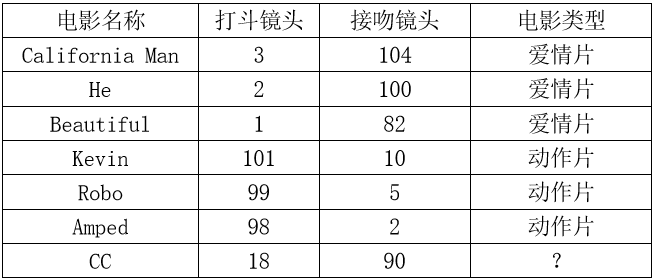 电影名称 打斗镜头 接吻镜头 电影类型
California Man 3 104 爱情片
He 2 100 爱情片
Beautiful 1 82 爱情片
Kevin 101 10 动作片
Robo 99 5 动作片
Amped 98 2 动作片
CC 18 90 ？